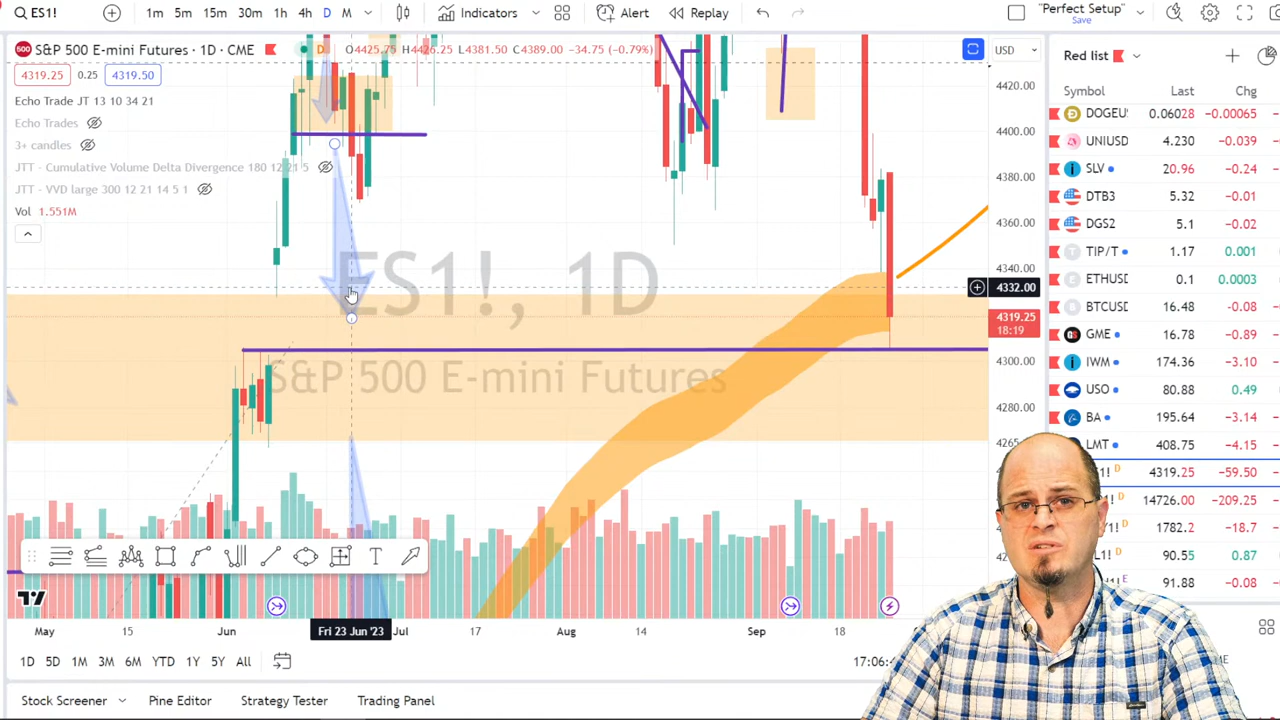 ES1!
1m 5m 15m 30m 1h 4h D M
Indicators
Alert
Replay
"Perfect Setup"
Save
S&P 500 E-mini Futures · 1D · CME
D
O4425.75 H4426.25 L4381.50 C4389.00 -34.75 (-0.79%)
USD
4319.25 0.25 4319.50
Echo Trade JT 13 10 34 21
Echo Trades
3+ candles
JTT - Cumulative Volume Delta Divergence 180 12 21 5
JTT - VVD large 300 12 21 14 5 1
Vol 1.551M
ES1!, 1D
S&P 500 E-mini Futures
4420.00
4400.00
4380.00
4360.00
4340.00
4332.00
4319.25
18:19
4300.00
4280.00
Red list
Symbol Last Chg
DOGEU 0.06028 -0.00065
UNIUSD 4.230 -0.039
SLV 20.96 -0.24
DTB3 5.32 -0.01
DGS2 5.1 -0.02
TIP/T 1.17 0.001
ETHUSD 0.1 0.0003
BTCUSD 16.48 -0.08
GME 16.78 -0.89
IWM 174.36 -3.10
USO 80.88 0.49
BA 195.64 -3.14
LMT 408.75 -4.15
1! D 4319.25 -59.50
1! D 14726.00 -209.25
1! D 1782.2 -18.7
L1! D 90.55 0.87
1! E 91.88 -0.08
May 15 Jun Fri 23 Jun '23 Jul 17 Aug 14 Sep 18
1D 5D 1M 3M 6M YTD 1Y 5Y All
17:06:4
Stock Screener Pine Editor Strategy Tester Trading Panel